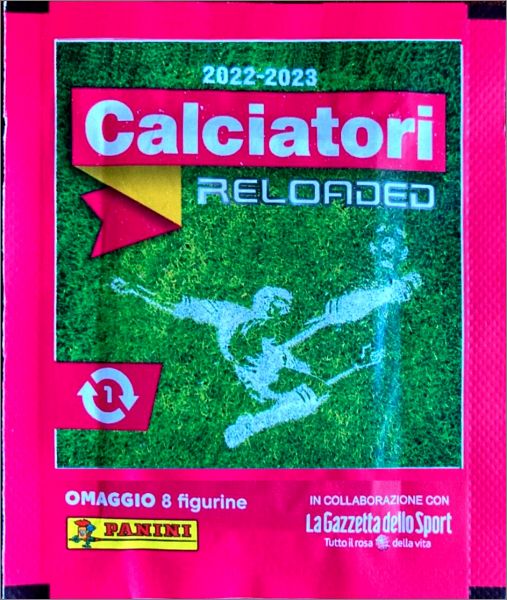 2022-2023
Calciatori
RELOADED
1
OMAGGIO 8 figurine
PANINI
IN COLLABORAZIONE CON
La Gazzetta dello Sport
Tutto il rosa della vita